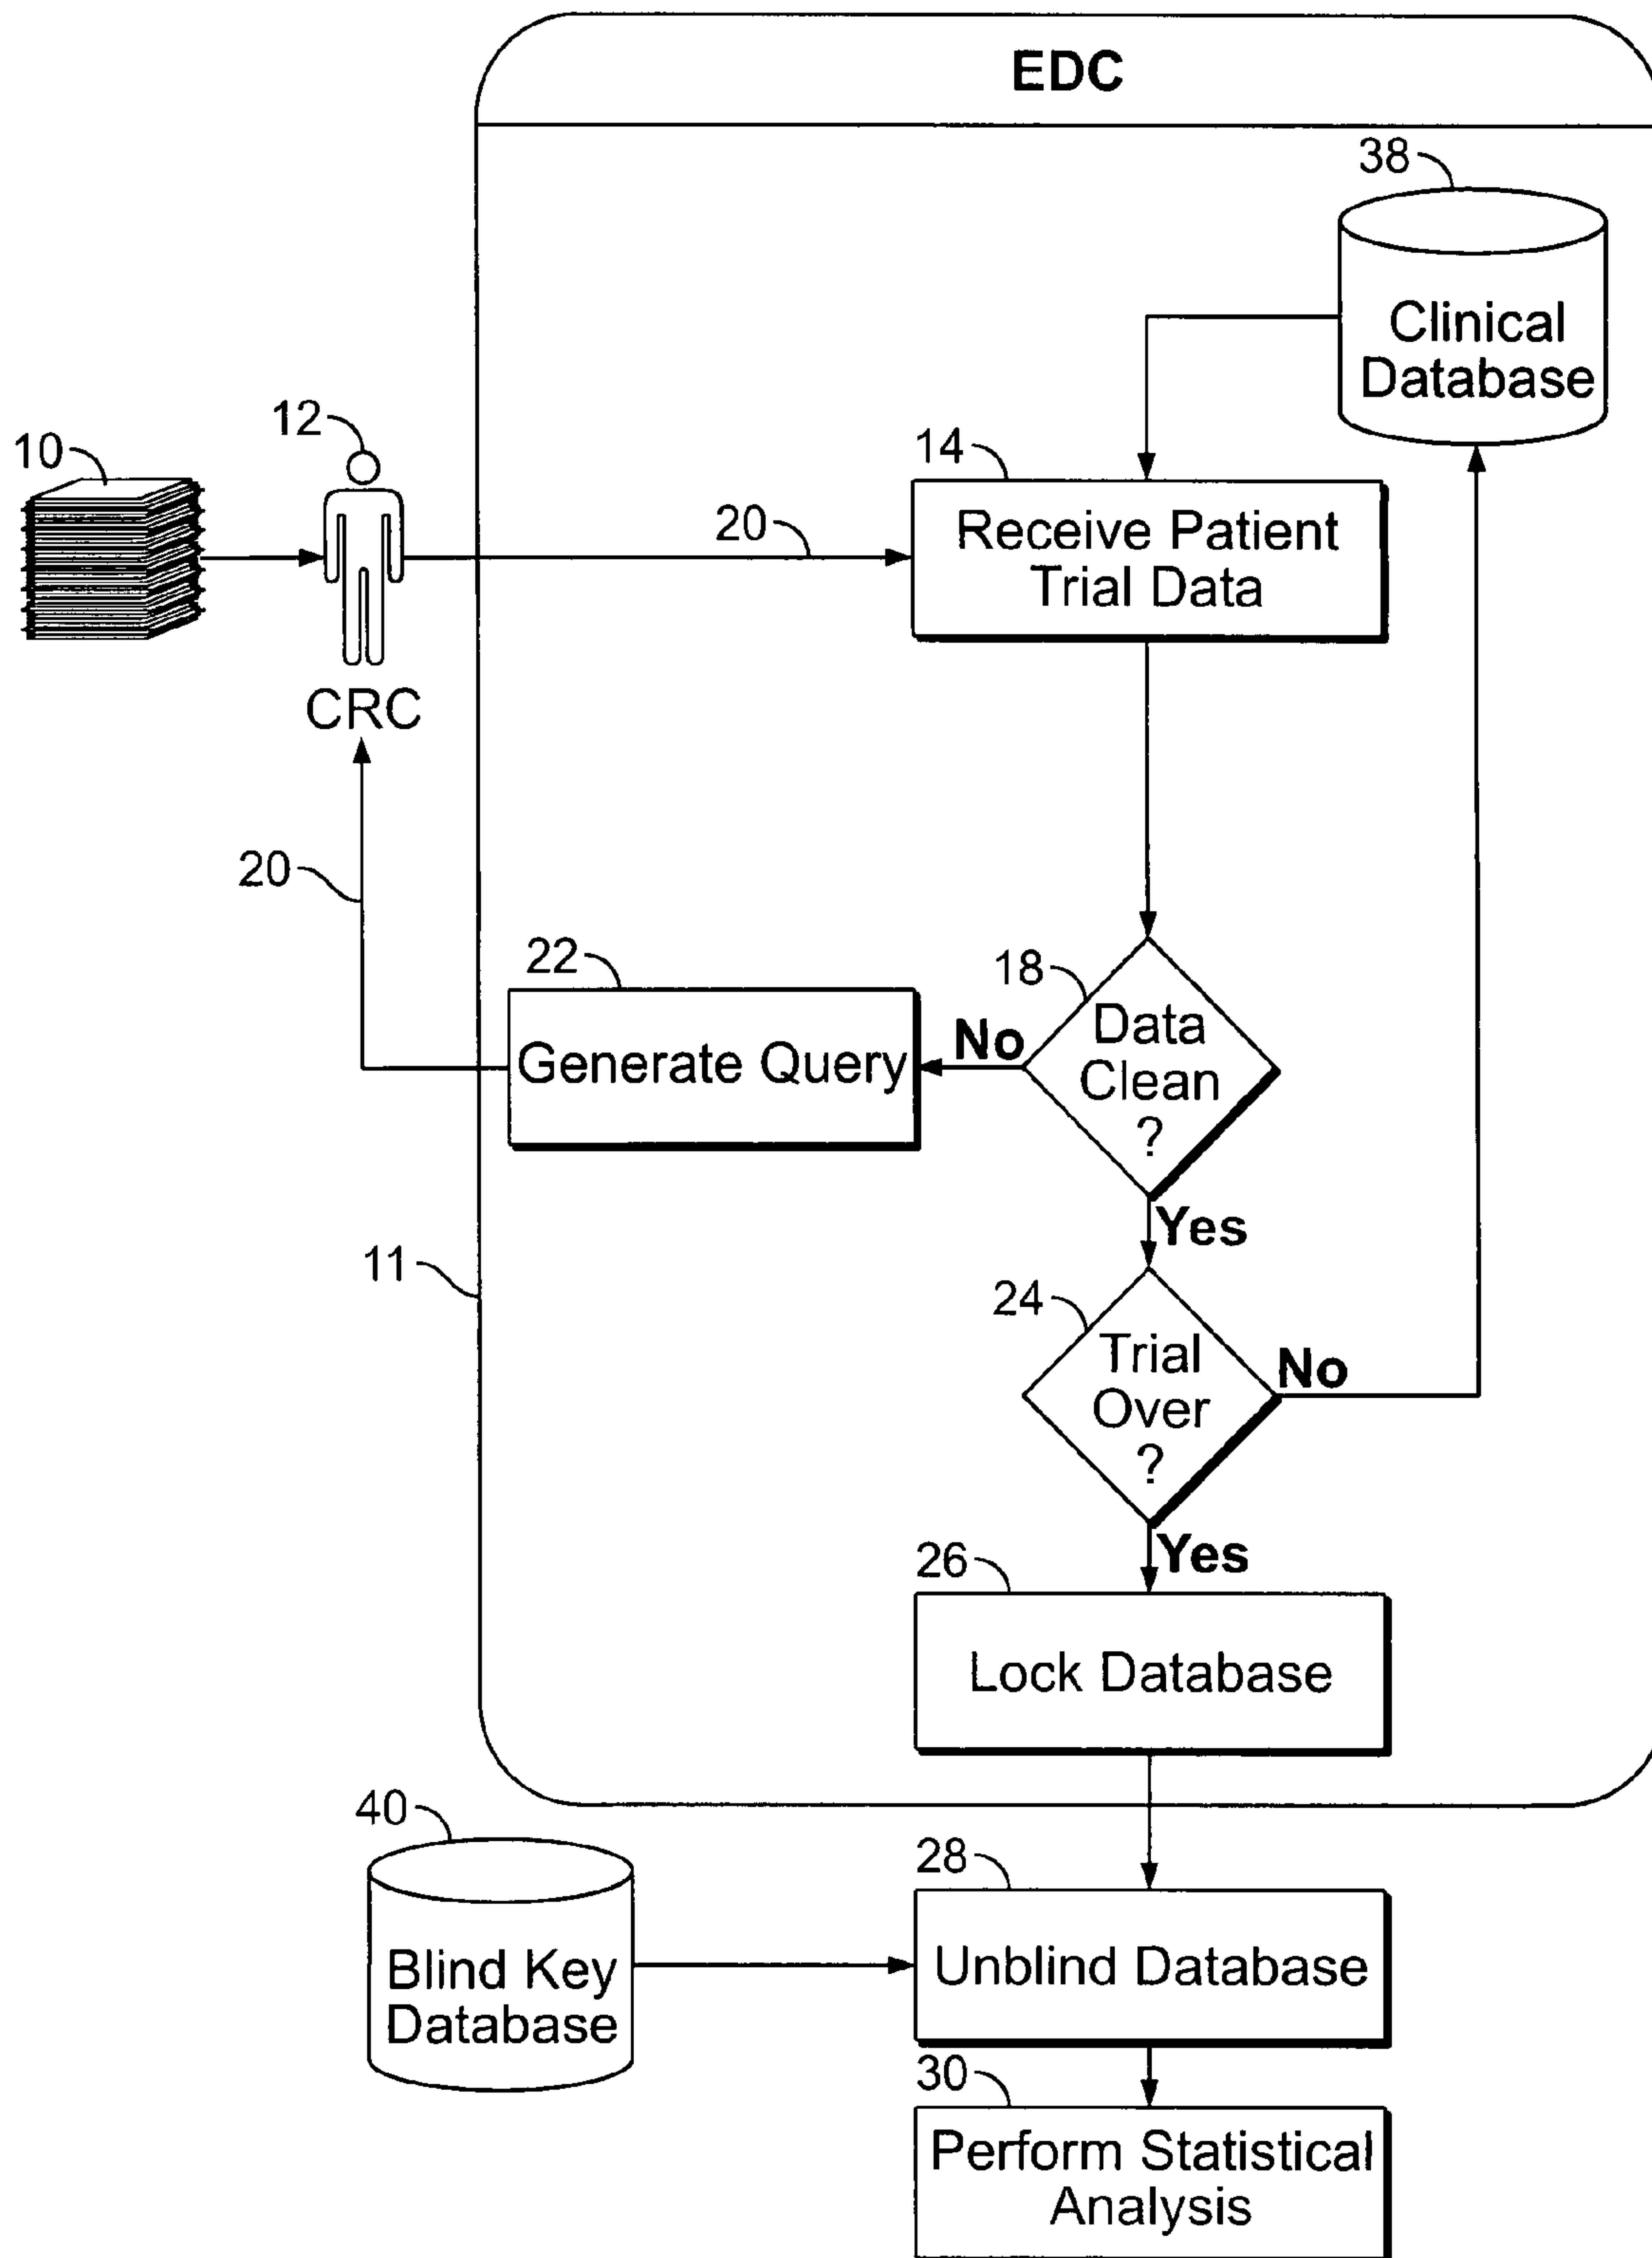 EDC
38
Clinical
Database
12
10
14
20
Receive Patient
Trial Data
CRC
20
22
18
Data
Clean
?
No
Generate Query
Yes
11
24
Trial
Over
?
No
Yes
26
Lock Database
40
28
Blind Key
Database
Unblind Database
30
Perform Statistical
Analysis